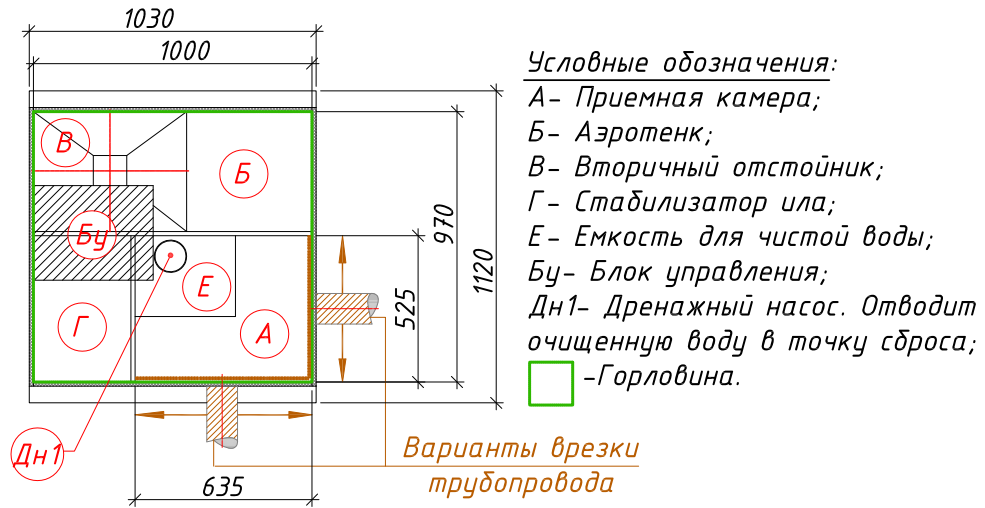 1030
1000
Условные обозначения:
А- Приемная камера;
Б- Аэротенк;
В- Вторичный отстойник;
Г- Стабилизатор ила;
Е- Емкость для чистой воды;
Бу- Блок управления;
Дн1- Дренажный насос. Отводит
очищенную воду в точку сброса;
-Горловина.
В
Б
Бу
Е
Г
А
525
970
1120
Дн1
Варианты врезки
трубопровода
635